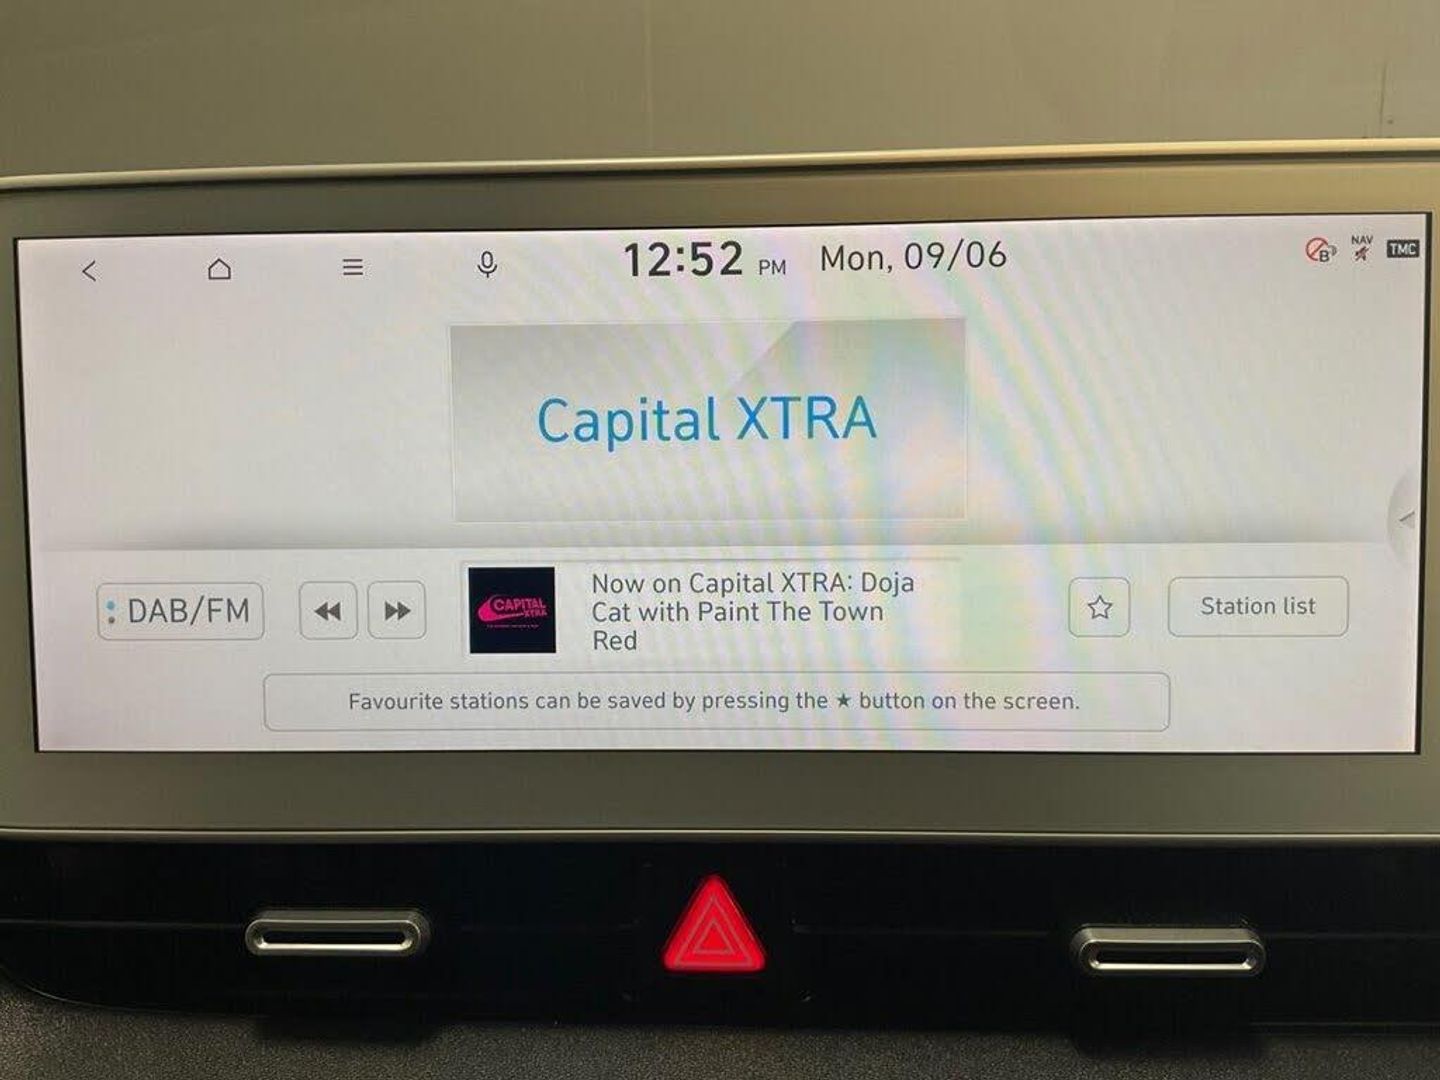 12:52 PM Mon, 09/06
NAV
TMC
B
Capital XTRA
DAB/FM
CAPITAL
XTRA
Now on Capital XTRA: Doja
Cat with Paint The Town
Red
Station list
Favourite stations can be saved by pressing the ★ button on the screen.